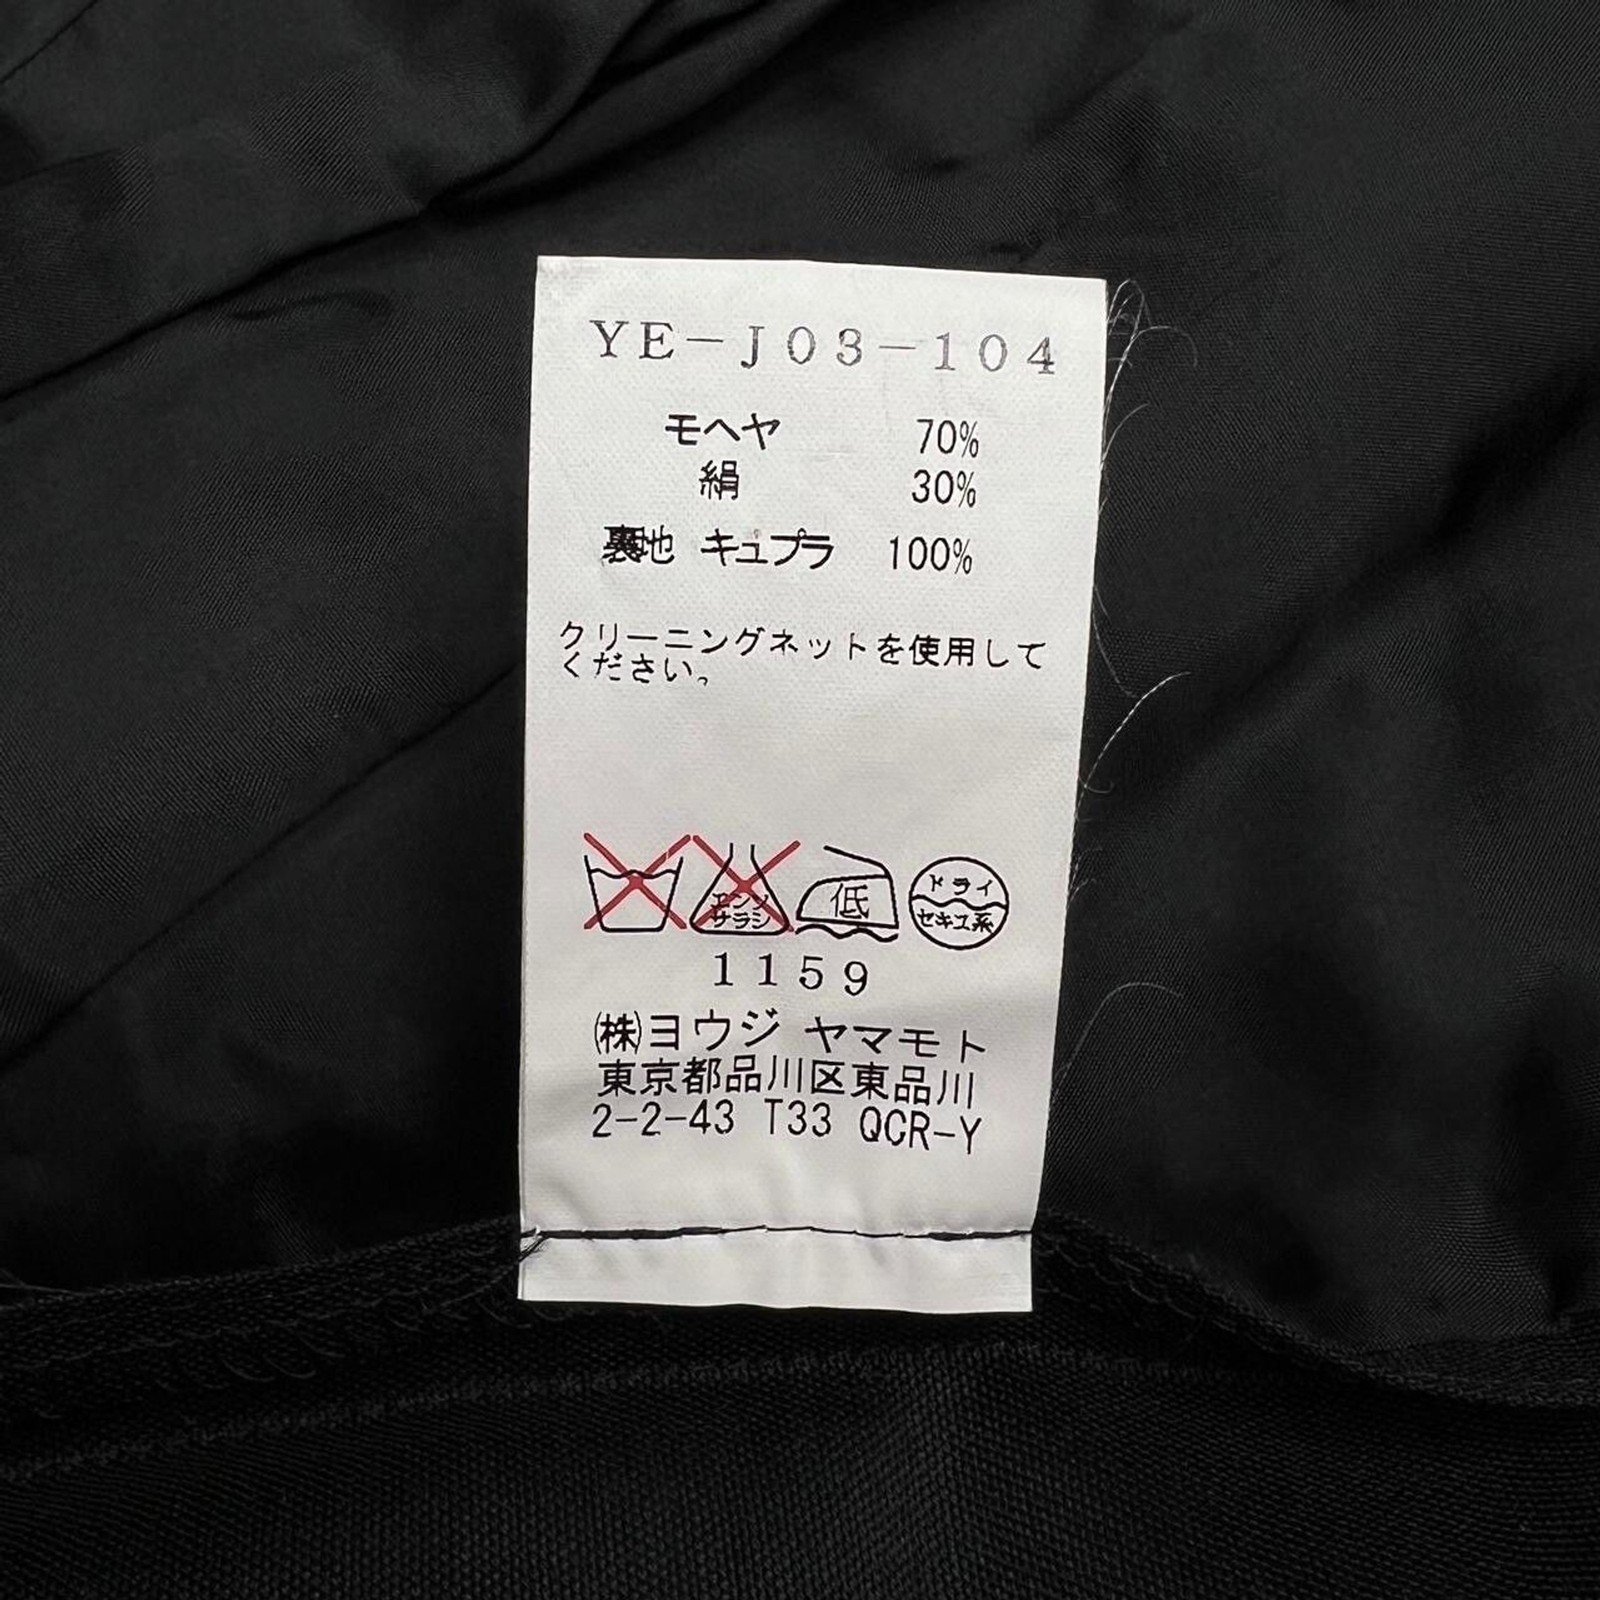 YE-J03-104
モヘヤ 70%
絹 30%
裏地 キュプラ 100%
クリーニングネットを使用して
ください。
エンソ
サラシ
低
ドライ
セキユ系
1159
㈱ヨウジ ヤマモト
東京都品川区東品川
2-2-43 T33 QCR-Y